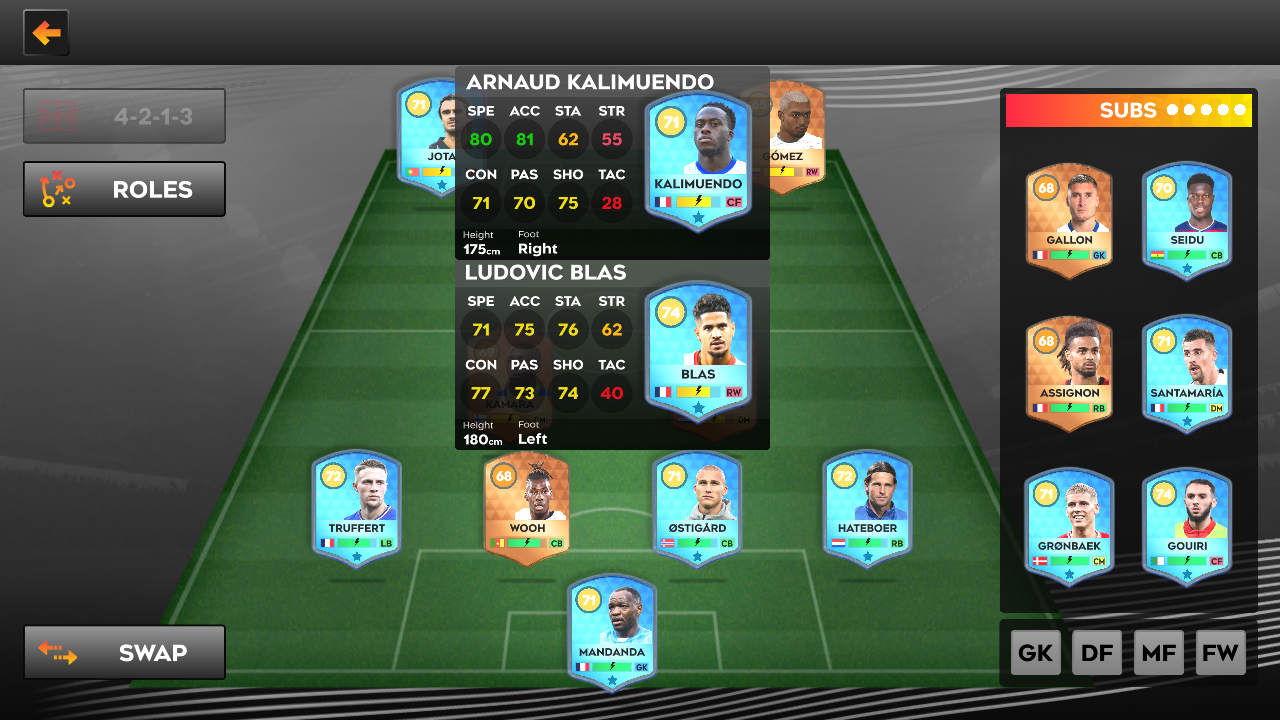 4-2-1-3
ROLES
SWAP
71
JOTA
ARNAUD KALIMUENDO
SPE ACC STA STR
80 81 62 55
CON PAS SHO TAC
71 70 75 28
Height Foot
175cm Right
71
KALIMUENDO
CF
65
GÓMEZ
RW
LUDOVIC BLAS
SPE ACC STA STR
71 75 76 62
CON PAS SHO TAC
77 73 74 40
Height Foot
180cm Left
74
BLAS
RW
KAMARA
CM
DM
72
TRUFFERT
LB
68
WOOH
CB
71
ØSTIGÅRD
CB
72
HATEBOER
RB
71
MANDANDA
GK
SUBS
68
GALLON
GK
70
SEIDU
CB
68
ASSIGNON
RB
71
SANTAMARÍA
DM
71
GRØNBAEK
CM
74
GOUIRI
CF
GK DF MF FW